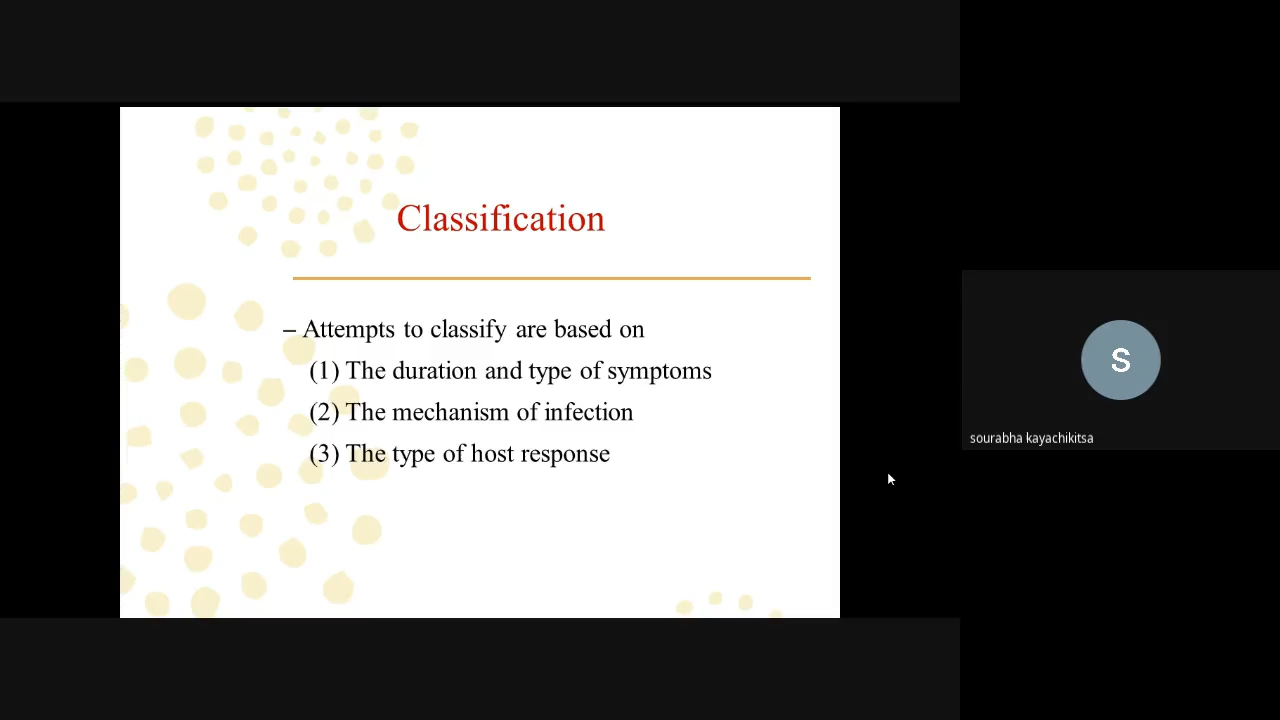 Classification
– Attempts to classify are based on
(1) The duration and type of symptoms
(2) The mechanism of infection
(3) The type of host response
S
sourabha kayachikitsa